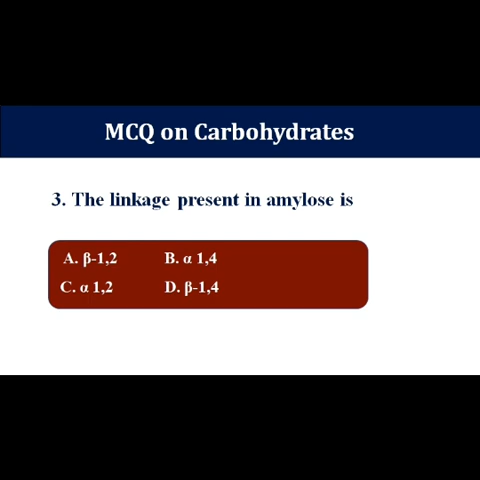 MCQ on Carbohydrates
3. The linkage present in amylose is
A. β-1,2 B. α 1,4
C. α 1,2 D. β-1,4